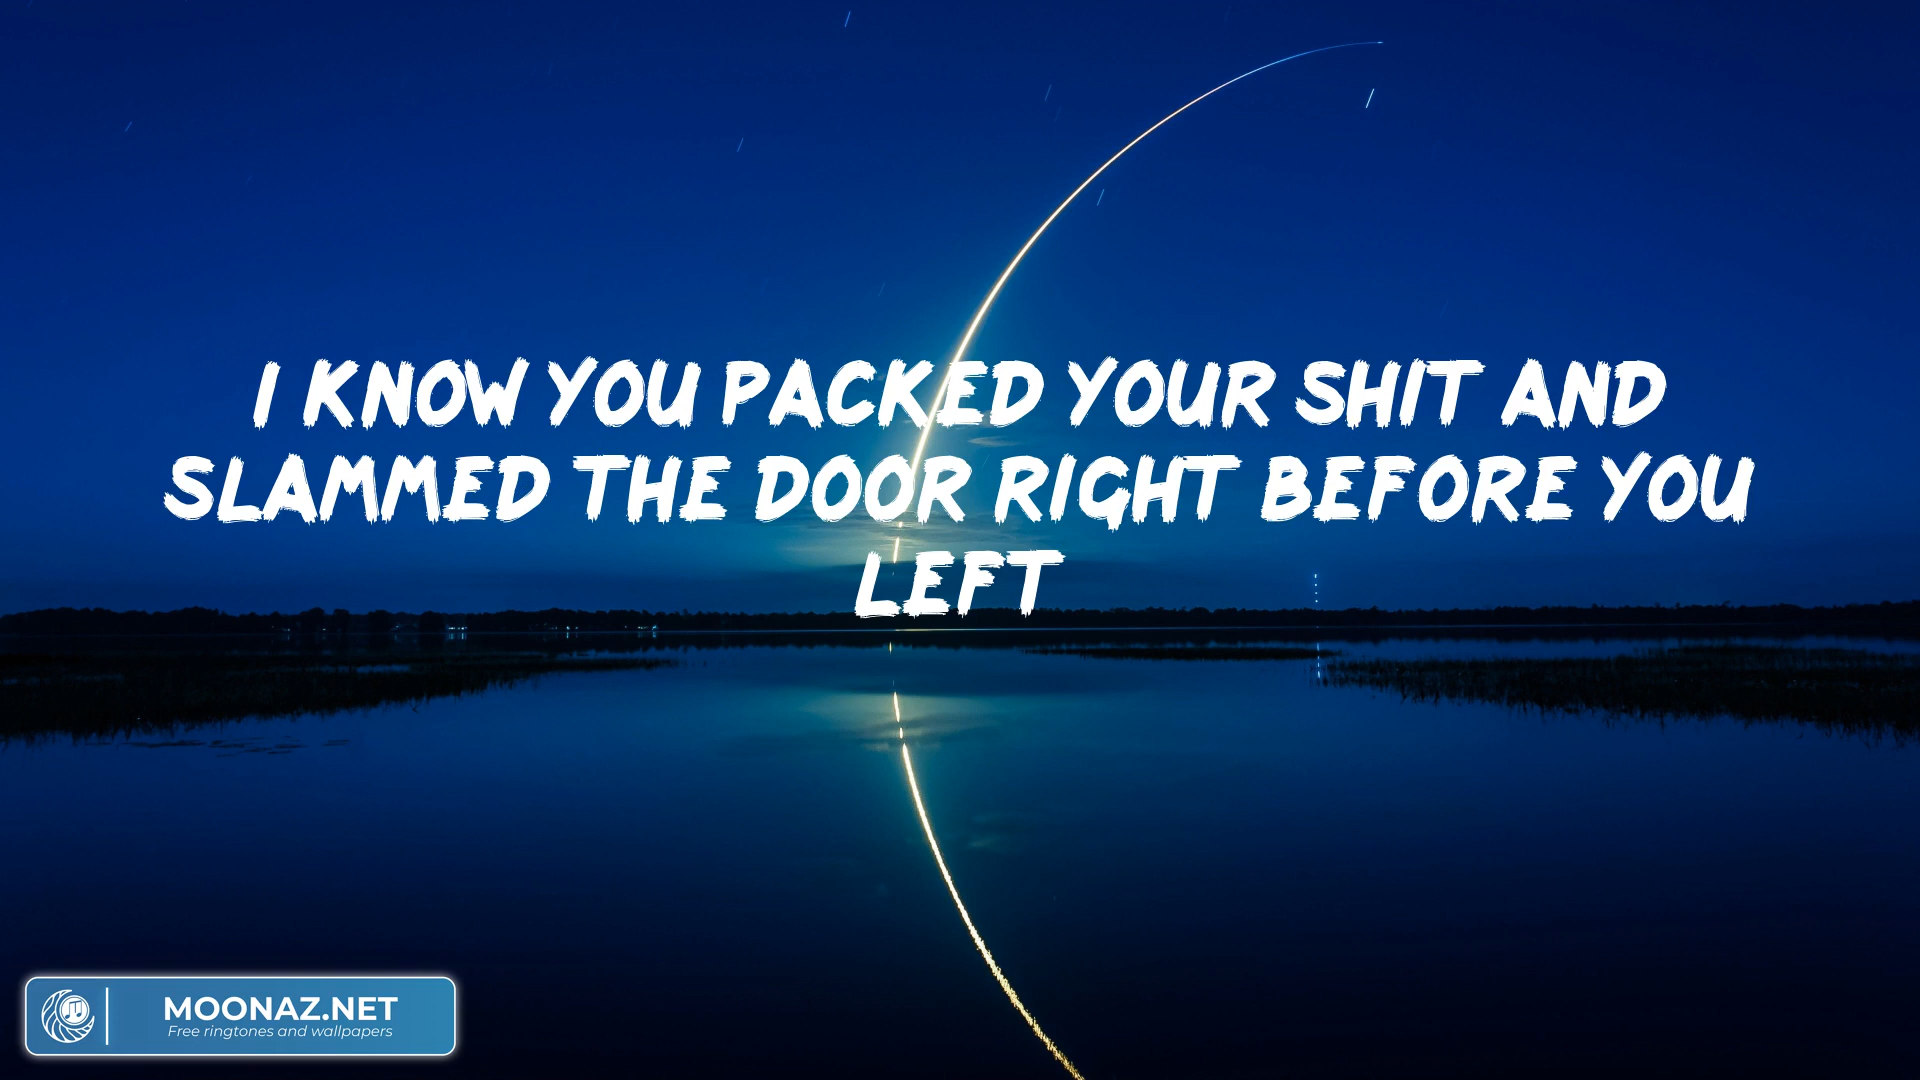 I KNOW YOU PACKED YOUR SHIT AND
SLAMMED THE DOOR RIGHT BEFORE YOU
LEFT
MOONAZ.NET
Free ringtones and wallpapers